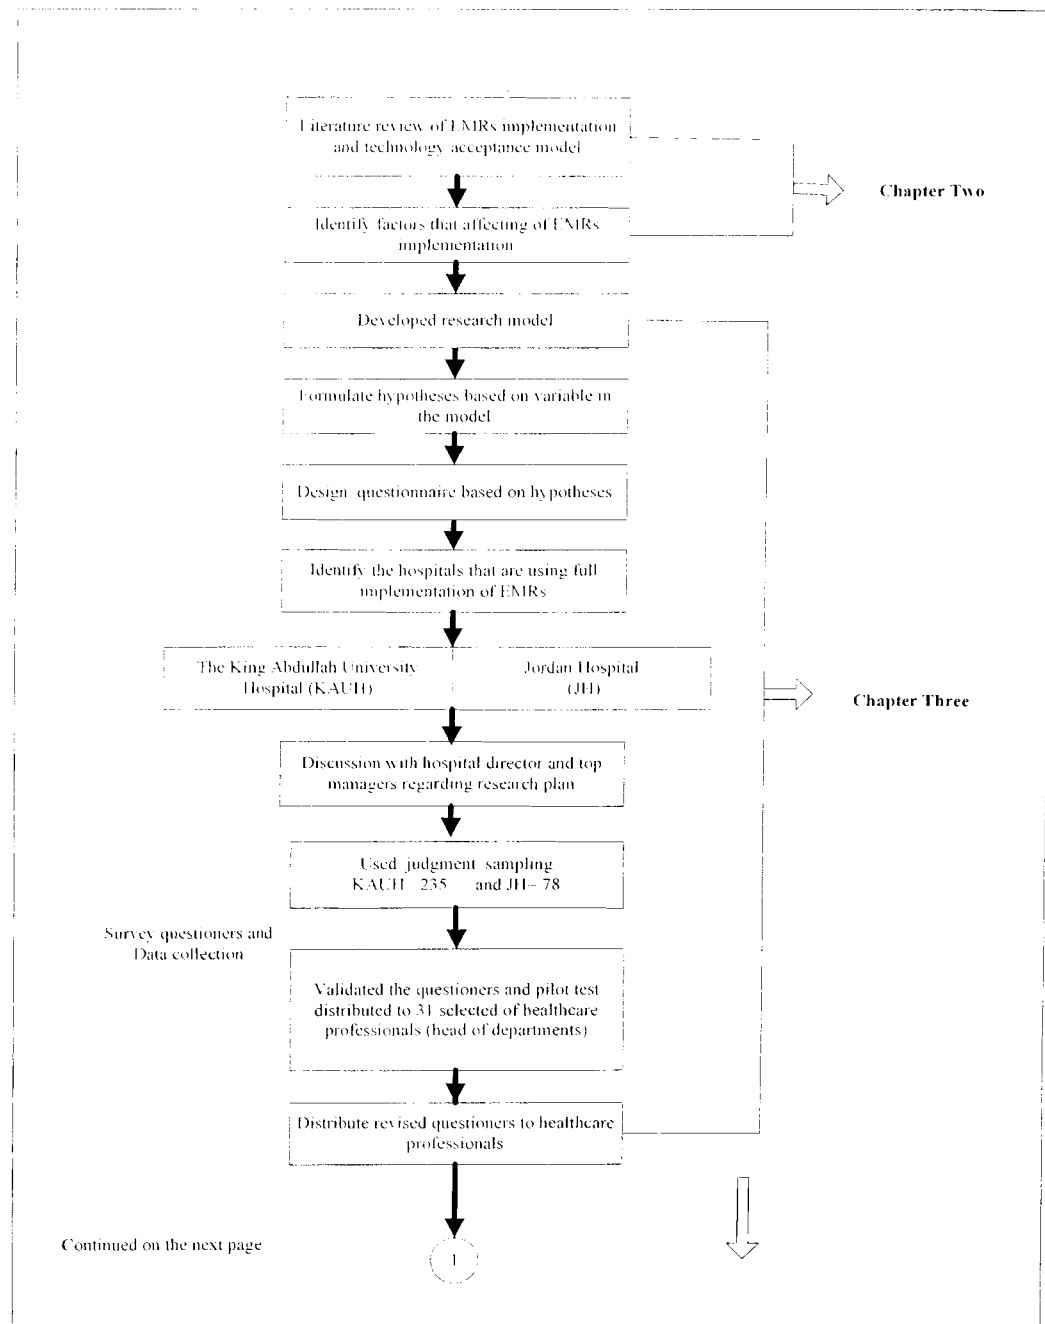 Literature review of EMRs implementation
and technology acceptance model
Chapter Two
Identify factors that affecting of EMRs
implementation
Developed research model
Formulate hypotheses based on variable in
the model
Design questionnaire based on hypotheses
Identify the hospitals that are using full
implementation of EMRs
The King Abdullah University
Hospital (KAUH)
Jordan Hospital
(JH)
Chapter Three
Discussion with hospital director and top
managers regarding research plan
Used judgment sampling
KAUH 235 and JH= 78
Survey questioners and
Data collection
Validated the questioners and pilot test
distributed to 31 selected of healthcare
professionals (head of departments)
Distribute revised questioners to healthcare
professionals
Continued on the next page
1